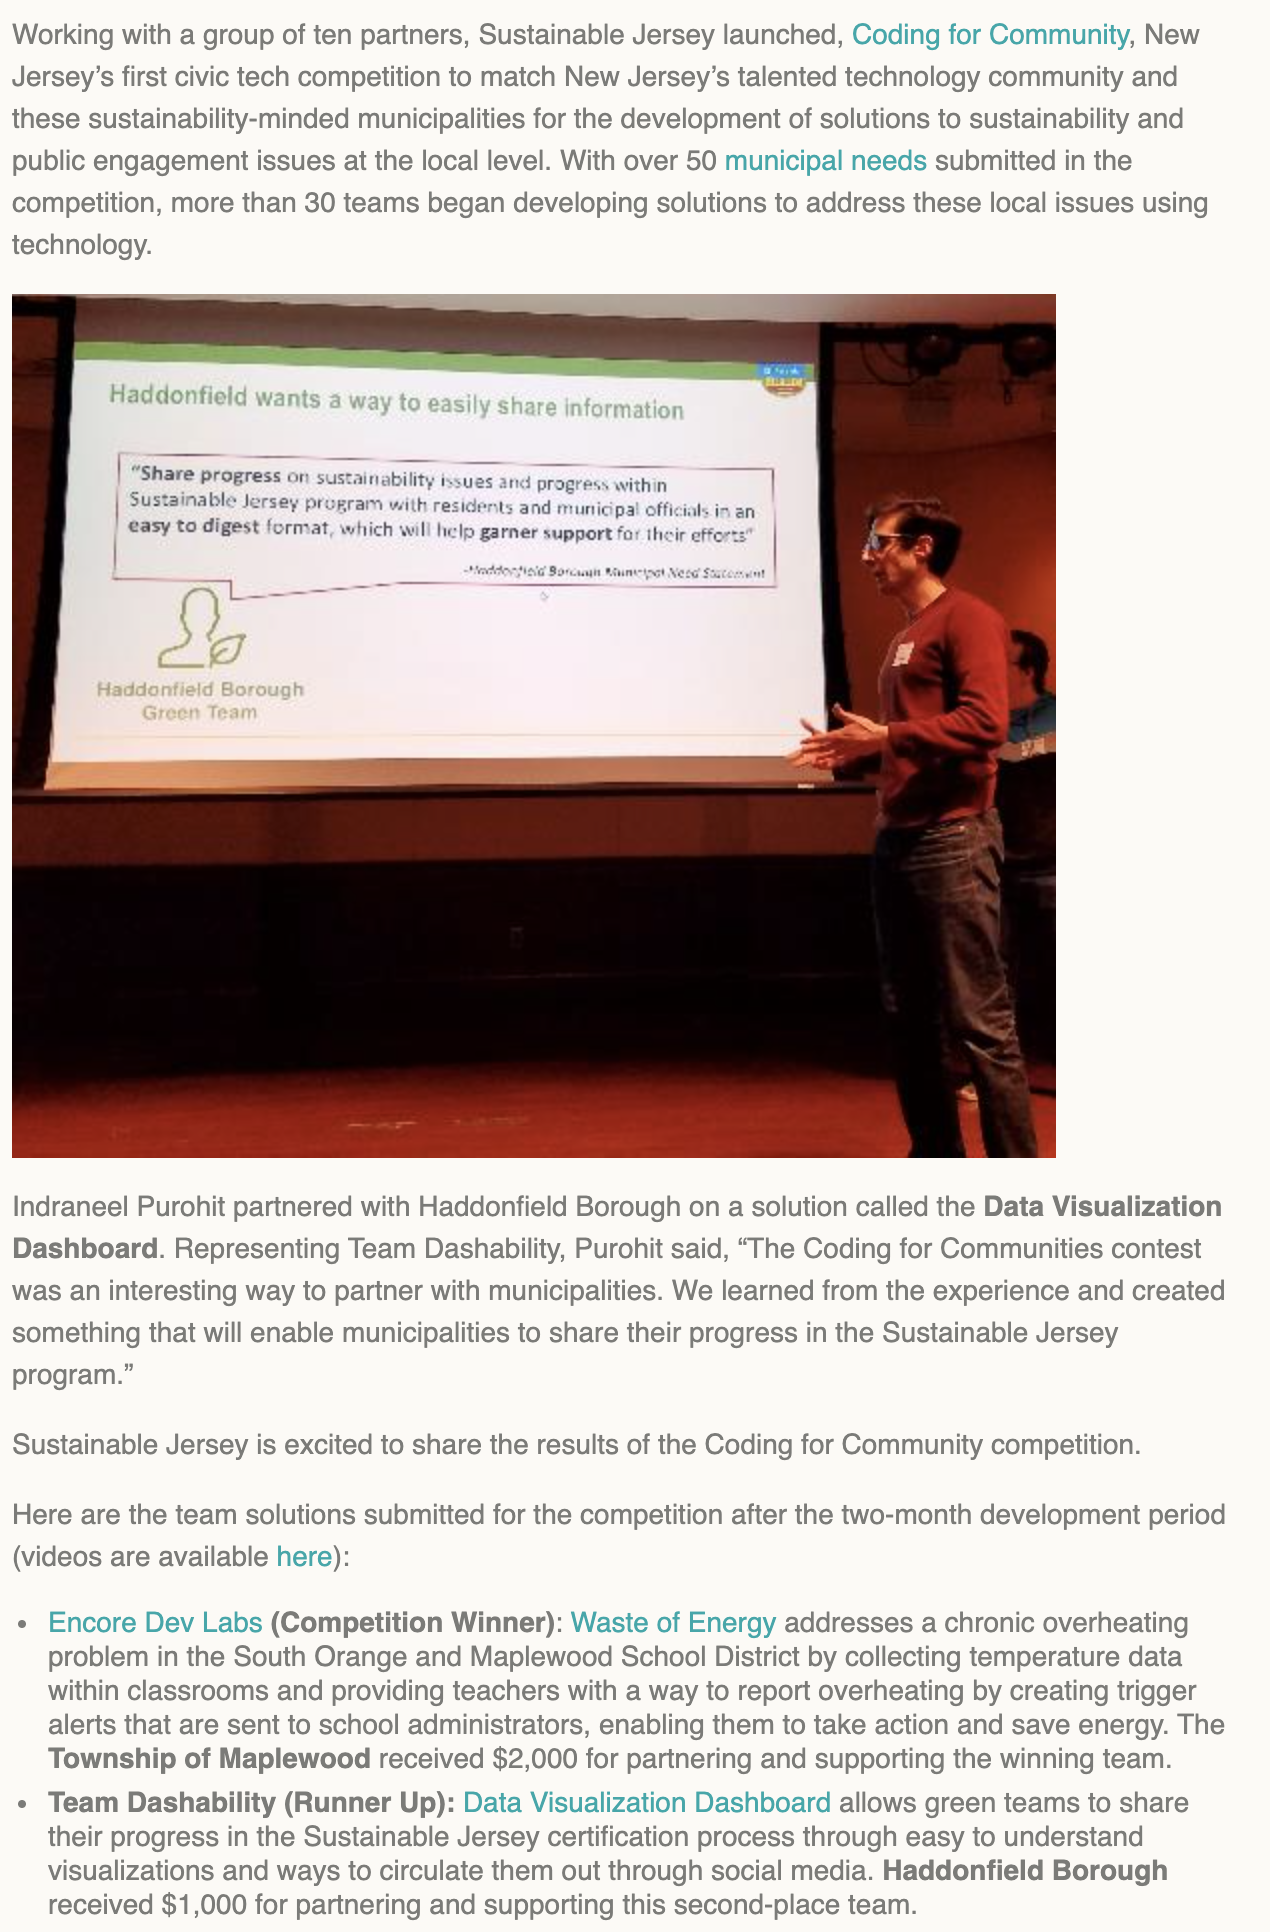 Working with a group of ten partners, Sustainable Jersey launched, Coding for Community, New
Jersey’s first civic tech competition to match New Jersey’s talented technology community and
these sustainability-minded municipalities for the development of solutions to sustainability and
public engagement issues at the local level. With over 50 municipal needs submitted in the
competition, more than 30 teams began developing solutions to address these local issues using
technology.
Haddonfield wants a way to easily share information
“Share progress on sustainability issues and progress within
Sustainable Jersey program with residents and municipal officials in an
easy to digest format, which will help garner support for their efforts”
-Haddonfield Borough Municipal Need Statement
Haddonfield Borough
Green Team
Indraneel Purohit partnered with Haddonfield Borough on a solution called the Data Visualization
Dashboard. Representing Team Dashability, Purohit said, “The Coding for Communities contest
was an interesting way to partner with municipalities. We learned from the experience and created
something that will enable municipalities to share their progress in the Sustainable Jersey
program.”
Sustainable Jersey is excited to share the results of the Coding for Community competition.
Here are the team solutions submitted for the competition after the two-month development period
(videos are available here):
• Encore Dev Labs (Competition Winner): Waste of Energy addresses a chronic overheating
problem in the South Orange and Maplewood School District by collecting temperature data
within classrooms and providing teachers with a way to report overheating by creating trigger
alerts that are sent to school administrators, enabling them to take action and save energy. The
Township of Maplewood received $2,000 for partnering and supporting the winning team.
• Team Dashability (Runner Up): Data Visualization Dashboard allows green teams to share
their progress in the Sustainable Jersey certification process through easy to understand
visualizations and ways to circulate them out through social media. Haddonfield Borough
received $1,000 for partnering and supporting this second-place team.